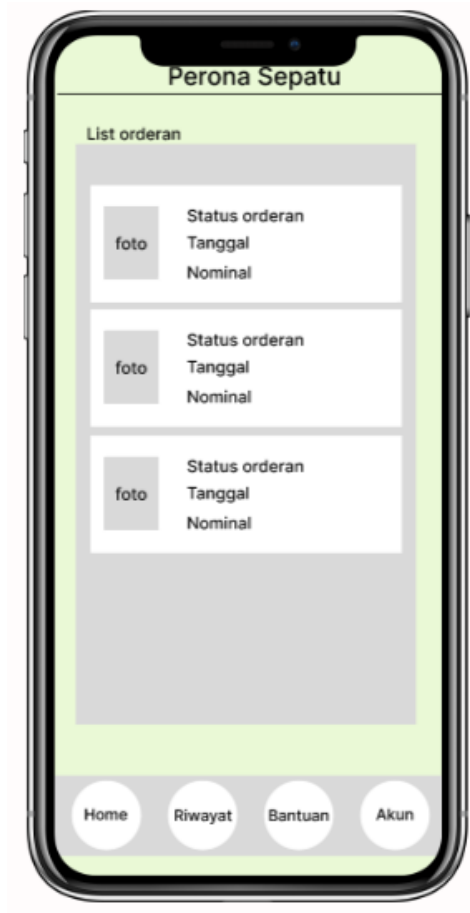 Perona Sepatu
List orderan
foto
Status orderan
Tanggal
Nominal
foto
Status orderan
Tanggal
Nominal
foto
Status orderan
Tanggal
Nominal
Home Riwayat Bantuan Akun